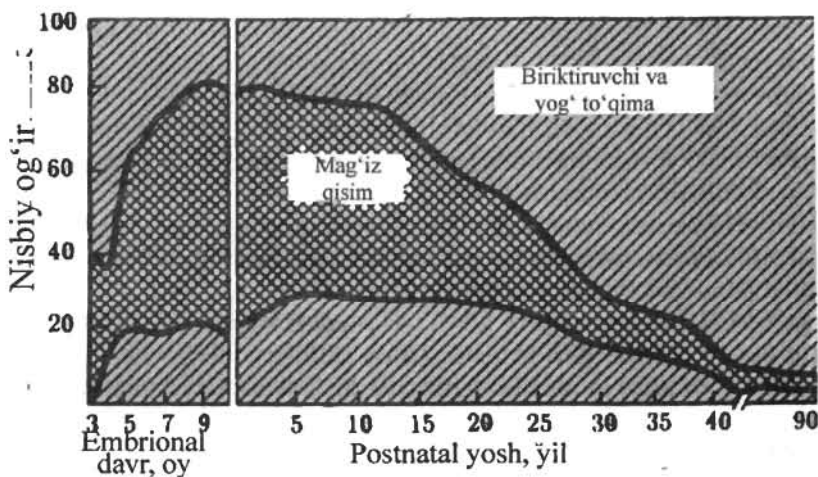 100
80
60
40
20
Nisbiy og‘ir.
Biriktiruvchi va
yog‘ to‘qima
Mag‘iz
qisim
3 5 7 9
5 10 15 20 25 30 35 40 90
Embrional
davr, oy
Postnatal yosh, yil